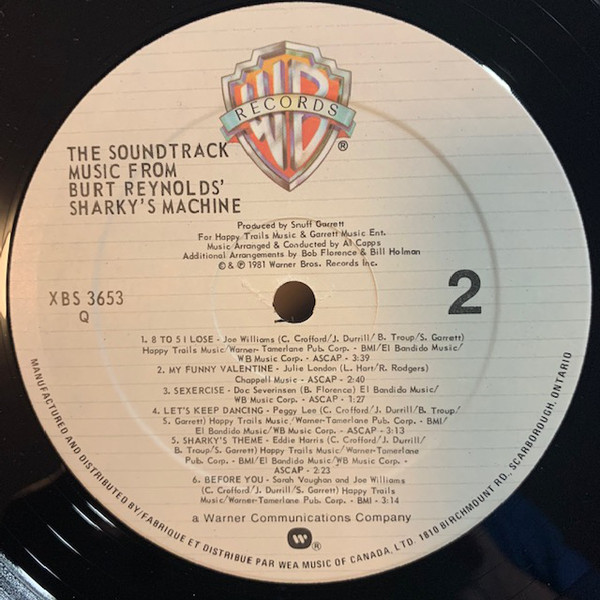 WB
RECORDS
®
THE SOUNDTRACK
MUSIC FROM
BURT REYNOLDS'
SHARKY'S MACHINE
Produced by Snuff Garrett
For Happy Trails Music & Garrett Music Ent.
Music Arranged & Conducted by Al Capps
Additional Arrangements by Bob Florence & Bill Holman
© & ℗ 1981 Warner Bros. Records Inc.
XBS 3653
Q
2
1. 8 TO 5 I LOSE - Joe Williams (C. Crofford/J. Durrill/B. Troup/S. Garrett)
Happy Trails Music/Warner-Tamerlane Pub. Corp. - BMI/El Bandido Music/
WB Music Corp. - ASCAP - 3:39
2. MY FUNNY VALENTINE - Julie London (L. Hart/R. Rodgers)
Chappell Music - ASCAP - 2:40
3. SEXERCISE - Doc Severinsen (B. Florence) El Bandido Music/
WB Music Corp. - ASCAP - 1:27
4. LET'S KEEP DANCING - Peggy Lee (C. Crofford/J. Durrill/B. Troup/
S. Garrett) Happy Trails Music/Warner-Tamerlane Pub. Corp. - BMI/
El Bandido Music/WB Music Corp. - ASCAP - 3:13
5. SHARKY'S THEME - Eddie Harris (C. Crofford/J. Durrill/
B. Troup/S. Garrett) Happy Trails Music/Warner-Tamerlane
Pub. Corp. - BMI/El Bandido Music/WB Music Corp. -
ASCAP - 2:23
6. BEFORE YOU - Sarah Vaughan and Joe Williams
(C. Crofford/J. Durrill/S. Garrett) Happy Trails
Music/Warner-Tamerlane Pub. Corp. - BMI - 3:14
a Warner Communications Company
®
MANUFACTURED AND DISTRIBUTED BY/FABRIQUE ET DISTRIBUE PAR WEA MUSIC OF CANADA, LTD. 1810 BIRCHMOUNT RD., SCARBOROUGH, ONTARIO